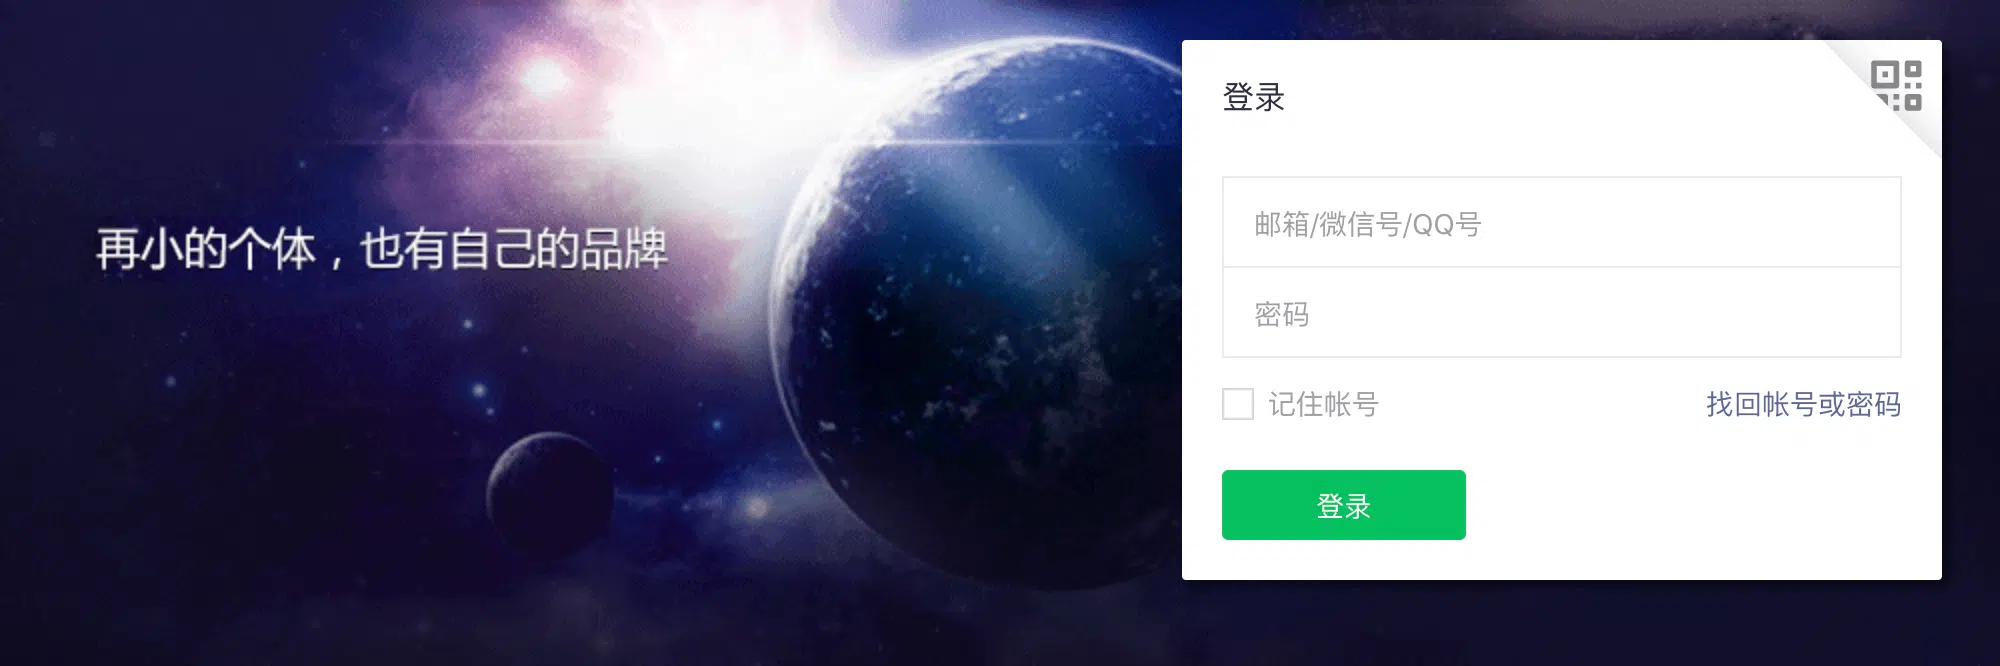 再小的个体，也有自己的品牌
登录
邮箱/微信号/QQ号
密码
记住帐号
找回帐号或密码
登录